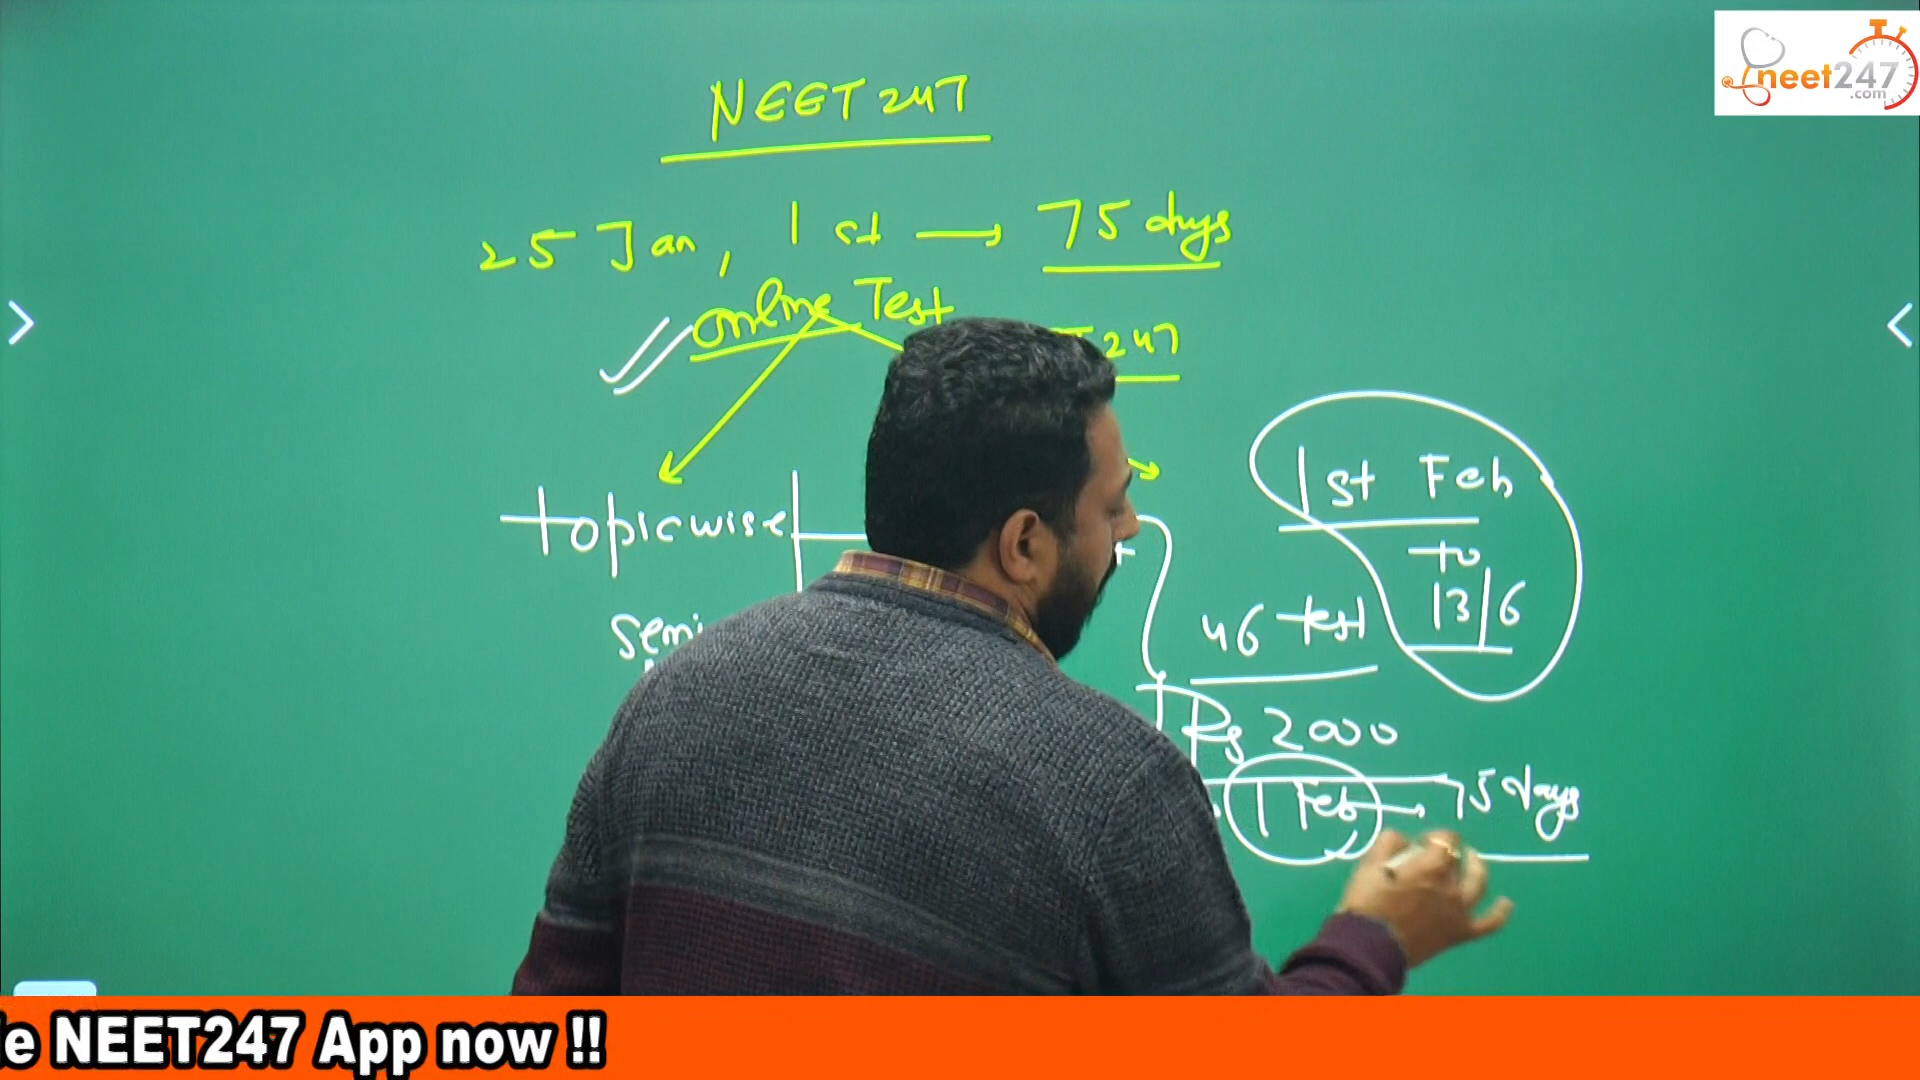 neet247
.com
NEET 247
25 Jan, 1st → 75 days
Online Test
247
1st Feb
topicwise
to
13/6
46 test
semi
Rs 2000
1 Feb → 75 days
e NEET247 App now !!